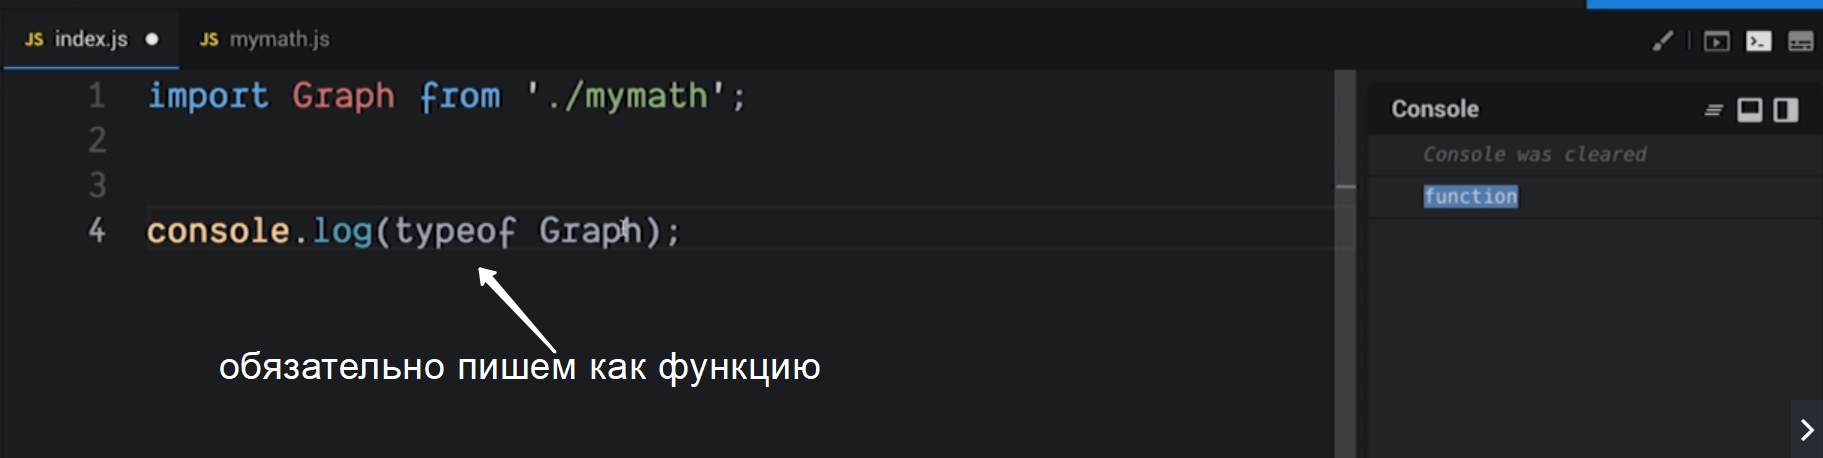 JS index.js ● JS mymath.js
1 import Graph from './mymath';
2
3
4 console.log(typeof Graph);
обязательно пишем как функцию
Console
Console was cleared
function